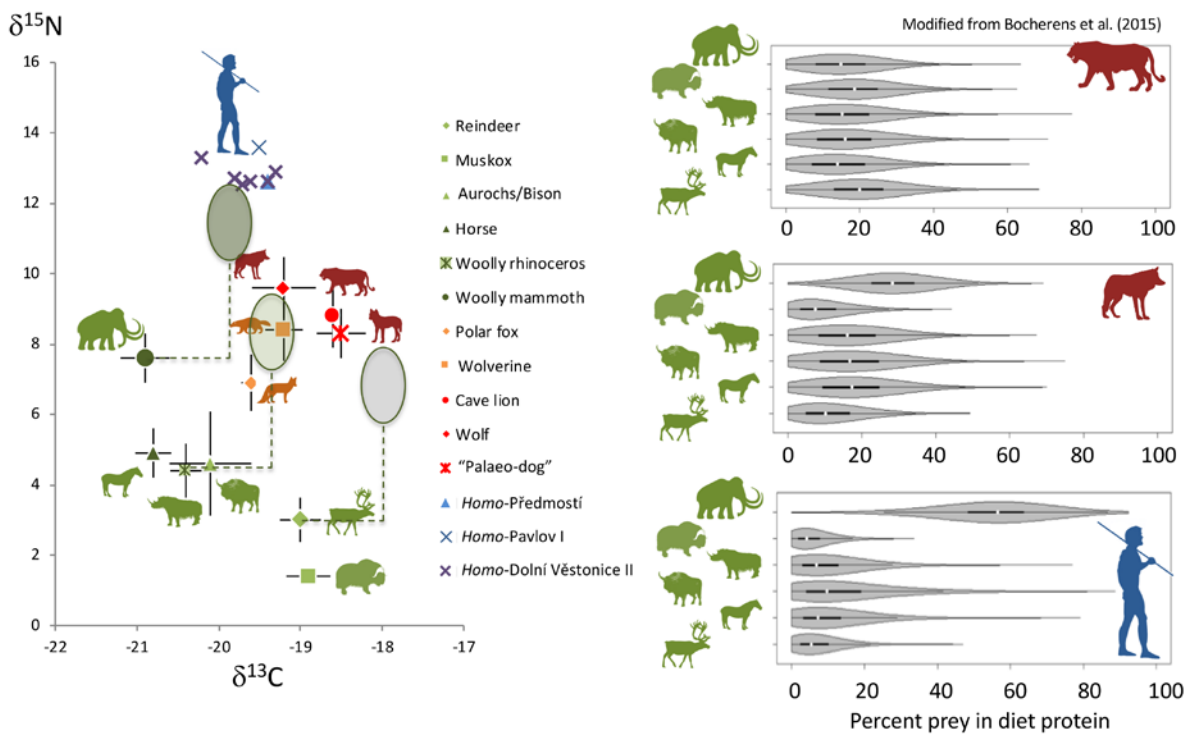 δ15N
Modified from Bocherens et al. (2015)
16
14
12
10
8
6
4
2
0
-22
-21
-20
-19
-18
-17
δ13C
Reindeer
Muskox
Aurochs/Bison
Horse
Woolly rhinoceros
Woolly mammoth
Polar fox
Wolverine
Cave lion
Wolf
"Palaeo-dog"
Homo-Předmostí
Homo-Pavlov I
Homo-Dolní Věstonice II
0 20 40 60 80 100
0 20 40 60 80 100
0 20 40 60 80 100
Percent prey in diet protein